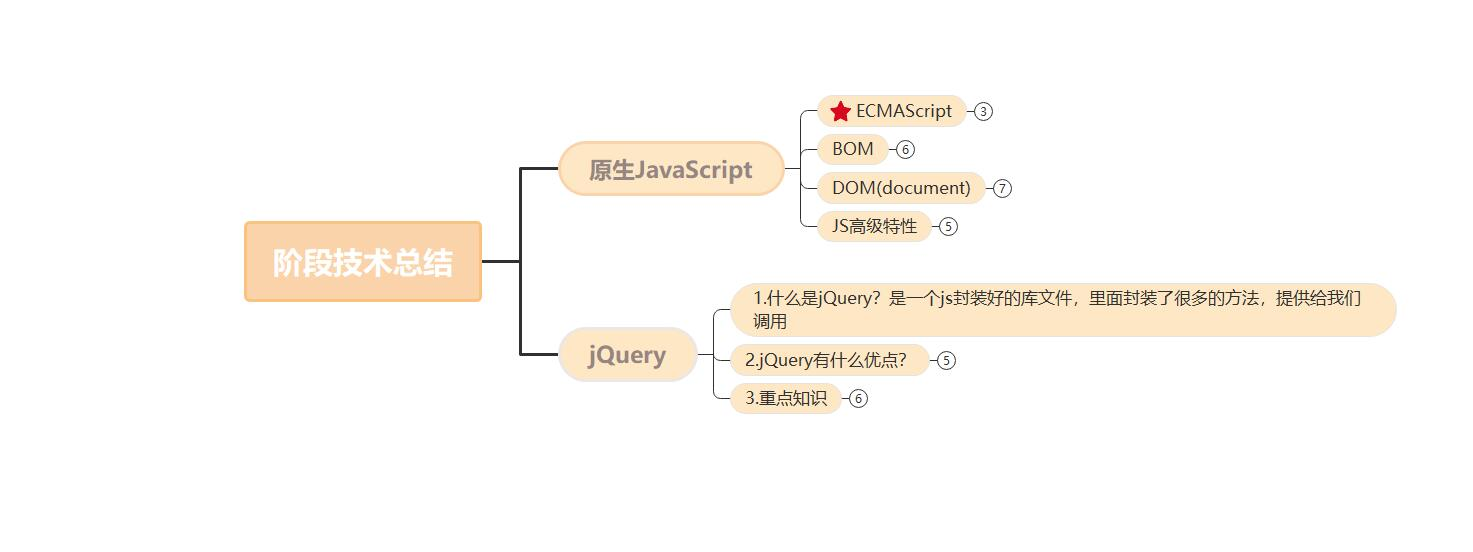 阶段技术总结
原生JavaScript
ECMAScript
3
BOM
6
DOM(document)
7
JS高级特性
5
jQuery
1.什么是jQuery？是一个js封装好的库文件，里面封装了很多的方法，提供给我们
调用
2.jQuery有什么优点?
5
3.重点知识
6